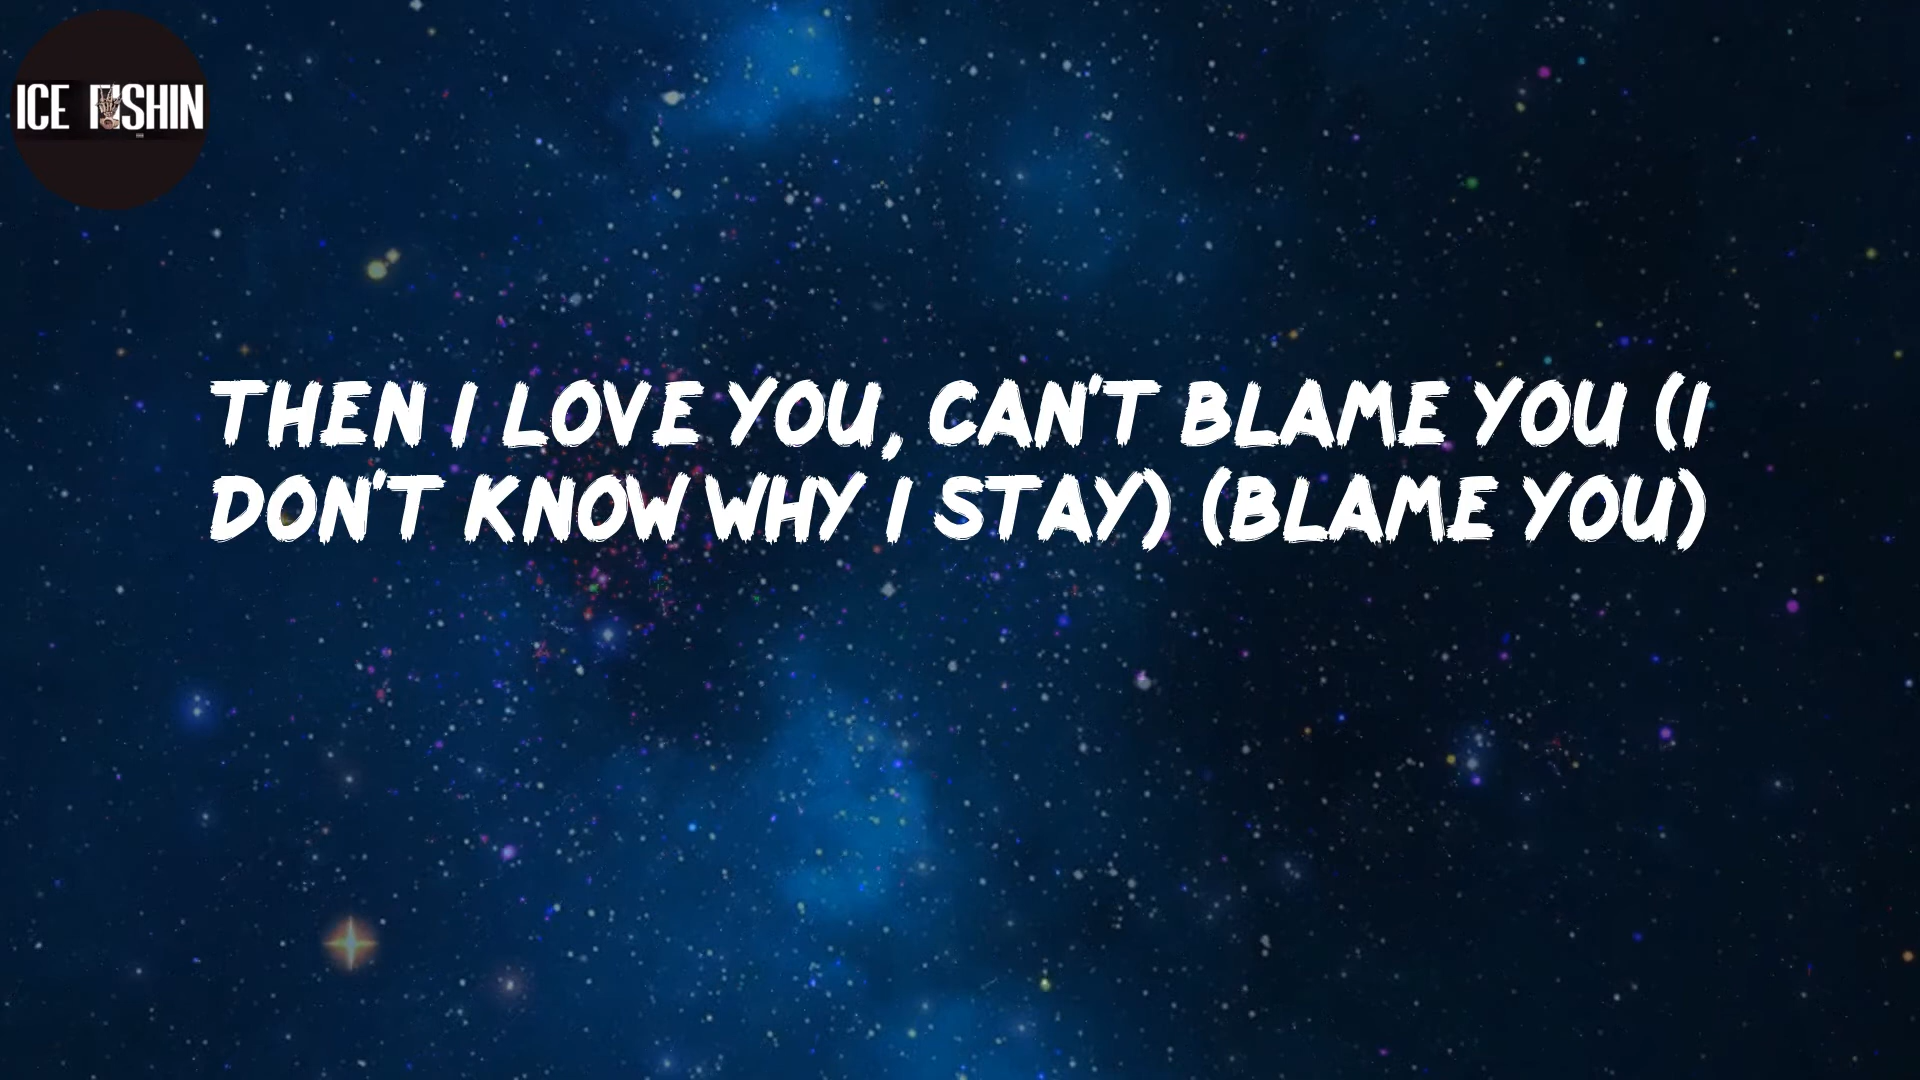 ICE FISHIN
THEN I LOVE YOU, CAN'T BLAME YOU (I
DON'T KNOW WHY I STAY) (BLAME YOU)